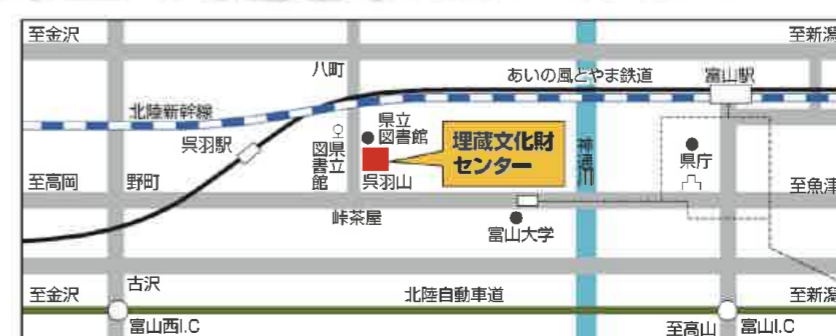 至金沢
至新潟
八町
あいの風とやま鉄道
富山駅
北陸新幹線
県立
図書館
呉羽駅
県立
図書館
埋蔵文化財
センター
神通川
県庁
至高岡
野町
呉羽山
至魚津
峠茶屋
富山大学
古沢
至金沢
北陸自動車道
至新潟
富山西I.C
至高山
富山I.C